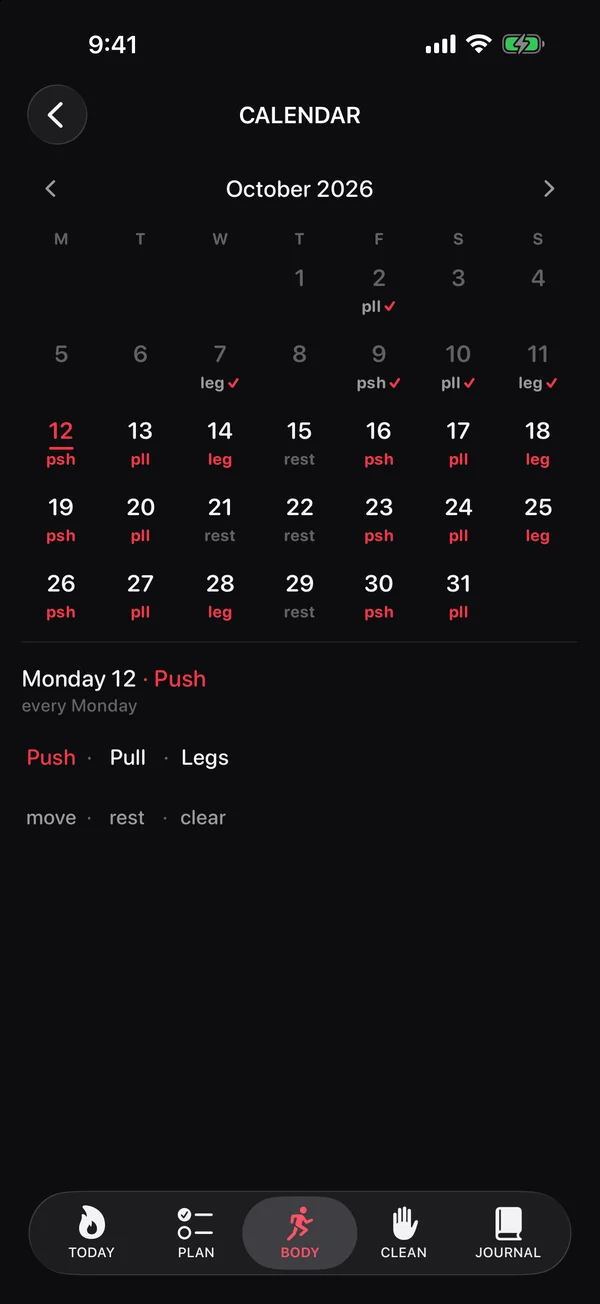 9:41
CALENDAR
October 2026
M T W T F S S
1 2 3 4
pll
5 6 7 8 9 10 11
leg psh pll leg
12 13 14 15 16 17 18
psh pll leg rest psh pll leg
19 20 21 22 23 24 25
psh pll rest rest psh pll leg
26 27 28 29 30 31
psh pll leg rest psh pll
Monday 12 · Push
every Monday
Push · Pull · Legs
move · rest · clear
TODAY PLAN BODY CLEAN JOURNAL